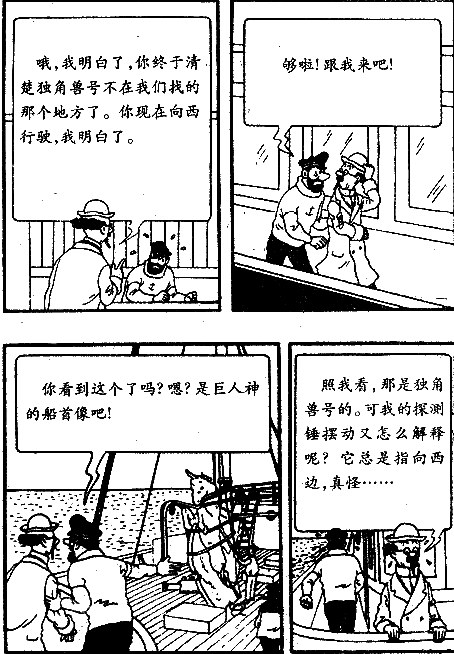 哦,我明白了,你终于清
楚独角兽号不在我们找的
那个地方了。你现在向西
行驶,我明白了。
够啦!跟我来吧!
你看到这个了吗?嗯?是巨人神
的船首像吧!
照我看,那是独角
兽号的。可我的探测
锤摆动又怎么解释
呢?它总是指向西
边,真怪……